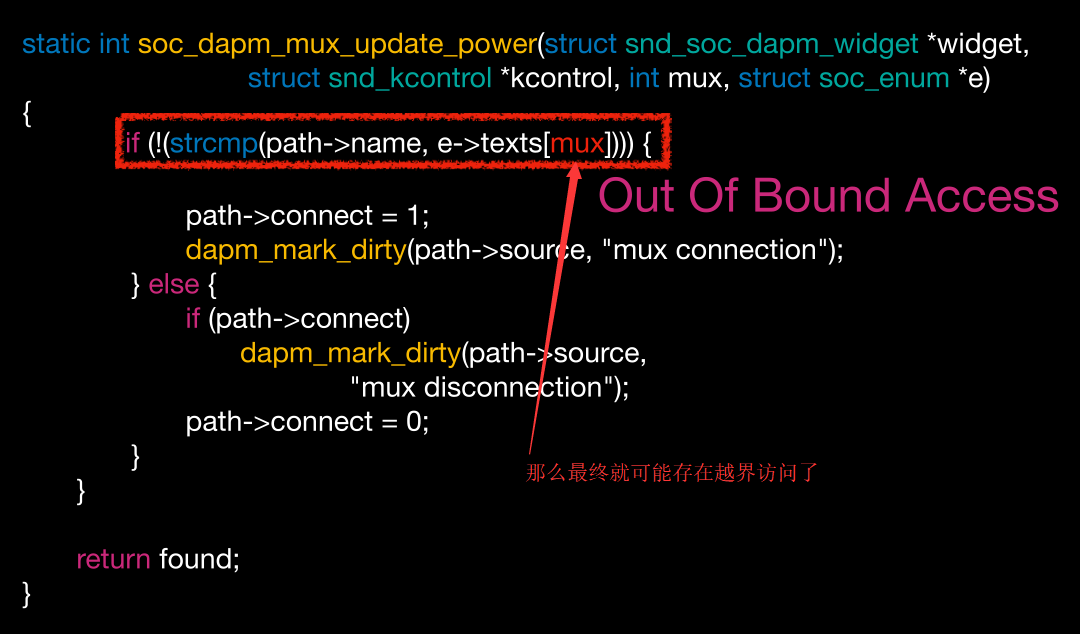 static int soc_dapm_mux_update_power(struct snd_soc_dapm_widget *widget,
struct snd_kcontrol *kcontrol, int mux, struct soc_enum *e)
{
if (!(strcmp(path->name, e->texts[mux]))) {
Out Of Bound Access
path->connect = 1;
dapm_mark_dirty(path->source, "mux connection");
} else {
if (path->connect)
dapm_mark_dirty(path->source,
"mux disconnection");
path->connect = 0;
}
那么最终就可能存在越界访问了
}
return found;
}